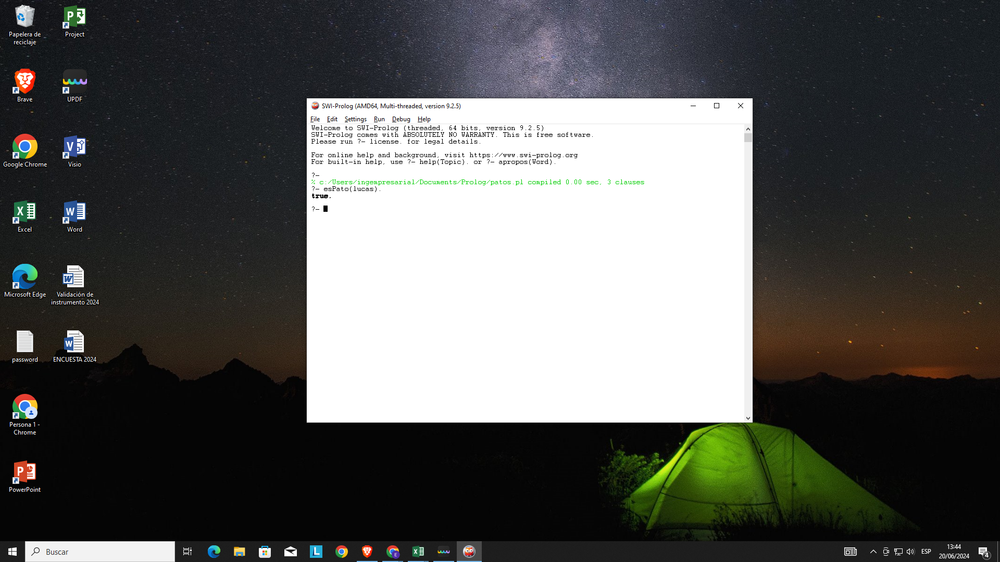 Papelera de
reciclaje
Project
Brave
UPDF
Google Chrome
Visio
Excel
Word
Microsoft Edge
Validación de
instrumento 2024
password
ENCUESTA 2024
Persona 1 -
Chrome
PowerPoint
SWI-Prolog (AMD64, Multi-threaded, version 9.2.5)
File Edit Settings Run Debug Help
Welcome to SWI-Prolog (threaded, 64 bits, version 9.2.5)
SWI-Prolog comes with ABSOLUTELY NO WARRANTY. This is free software.
Please run ?- license. for legal details.
For online help and background, visit https://www.swi-prolog.org
For built-in help, use ?- help(Topic). or ?- apropos(Word).
?-
% c:/Users/ingempresarial/Documents/Prolog/patos.pl compiled 0.00 sec, 3 clauses
?- esPato(lucas).
true.
?-
Buscar
ESP
13:44
20/06/2024
4